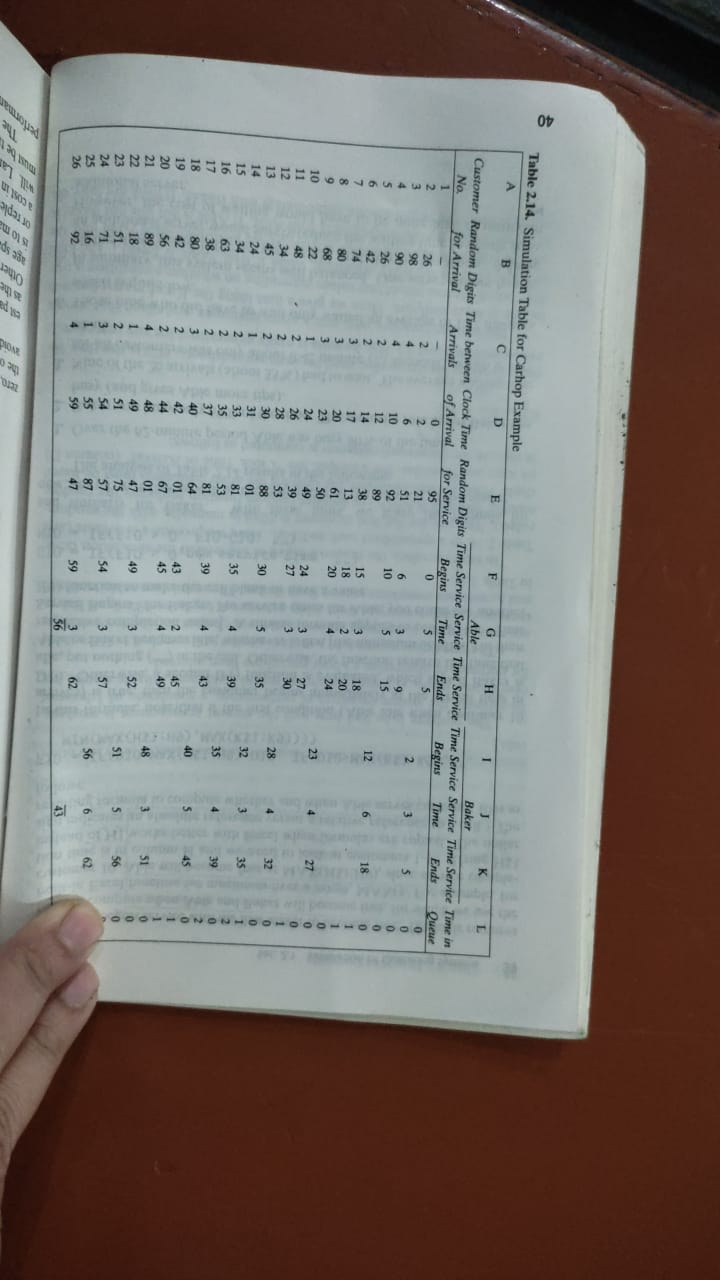 40
Table 2.14. Simulation Table for Carhop Example
A B C D E F G H I J K L
Able Baker
Customer Random Digits Time between Clock Time Random Digits Time Service Service Time Service Time Service Service Time Service Time in
No. for Arrival Arrivals of Arrival for Service Begins Time Ends Begins Time Ends Queue
1 – – 0 95 0 5 5 0
2 26 2 2 21 2 3 5 0
3 98 4 6 51 6 3 9 0
4 90 4 10 92 10 5 15 0
5 26 2 12 89 12 6 18 0
6 42 2 14 38 15 3 18 1
7 74 3 17 13 18 2 20 1
8 80 3 20 61 20 4 24 0
9 68 3 23 50 23 4 27 0
10 22 1 24 49 24 3 27 0
11 48 2 26 39 27 3 30 1
12 34 2 28 53 28 4 32 0
13 45 2 30 88 30 5 35 0
14 24 1 31 01 32 3 35 1
15 34 2 33 81 35 4 39 2
16 63 2 35 53 35 4 39 0
17 38 2 37 81 39 4 43 2
18 80 3 40 64 40 5 45 0
19 42 2 42 01 43 2 45 1
20 56 2 44 67 45 4 49 1
21 89 4 48 01 48 3 51 0
22 18 1 49 47 49 3 52 0
23 51 2 51 75 51 5 56 0
24 71 3 54 57 54 3 57 0
25 16 1 55 87 56 6 62
26 92 4 59 47 59 3 62
56 43